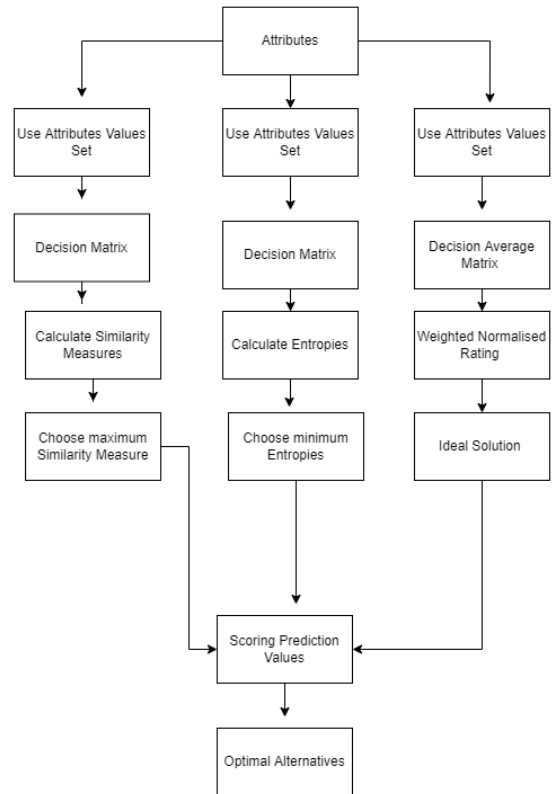 Attributes
Use Attributes Values
Set
Use Attributes Values
Set
Use Attributes Values
Set
Decision Matrix
Decision Matrix
Decision Average
Matrix
Calculate Similarity
Measures
Calculate Entropies
Weighted Normalised
Rating
Choose maximum
Similarity Measure
Choose minimum
Entropies
Ideal Solution
Scoring Prediction
Values
Optimal Alternatives